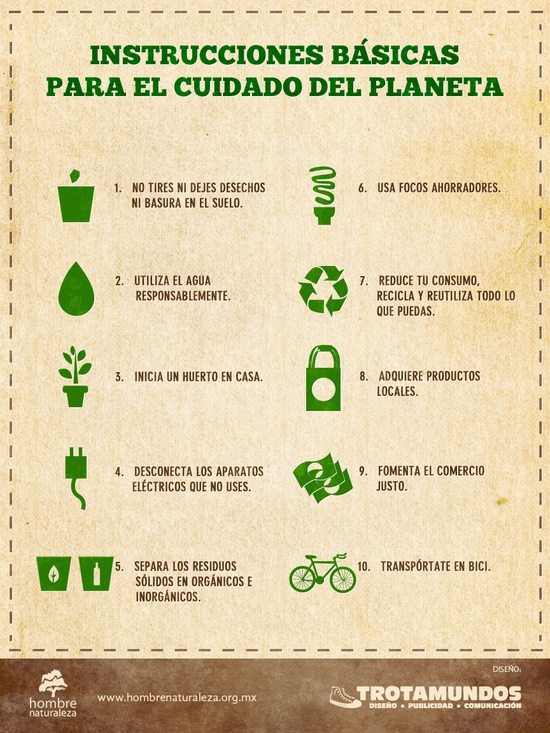 INSTRUCCIONES BÁSICAS
PARA EL CUIDADO DEL PLANETA
1. NO TIRES NI DEJES DESECHOS
NI BASURA EN EL SUELO.
2. UTILIZA EL AGUA
RESPONSABLEMENTE.
3. INICIA UN HUERTO EN CASA.
4. DESCONECTA LOS APARATOS
ELÉCTRICOS QUE NO USES.
5. SEPARA LOS RESIDUOS
SÓLIDOS EN ORGÁNICOS E
INORGÁNICOS.
6. USA FOCOS AHORRADORES.
7. REDUCE TU CONSUMO,
RECICLA Y REUTILIZA TODO LO
QUE PUEDAS.
8. ADQUIERE PRODUCTOS
LOCALES.
9. FOMENTA EL COMERCIO
JUSTO.
10. TRANSPÓRTATE EN BICI.
hombre
naturaleza
www.hombrenaturaleza.org.mx
DISEÑO:
TROTAMUNDOS
DISEÑO • PUBLICIDAD • COMUNICACIÓN